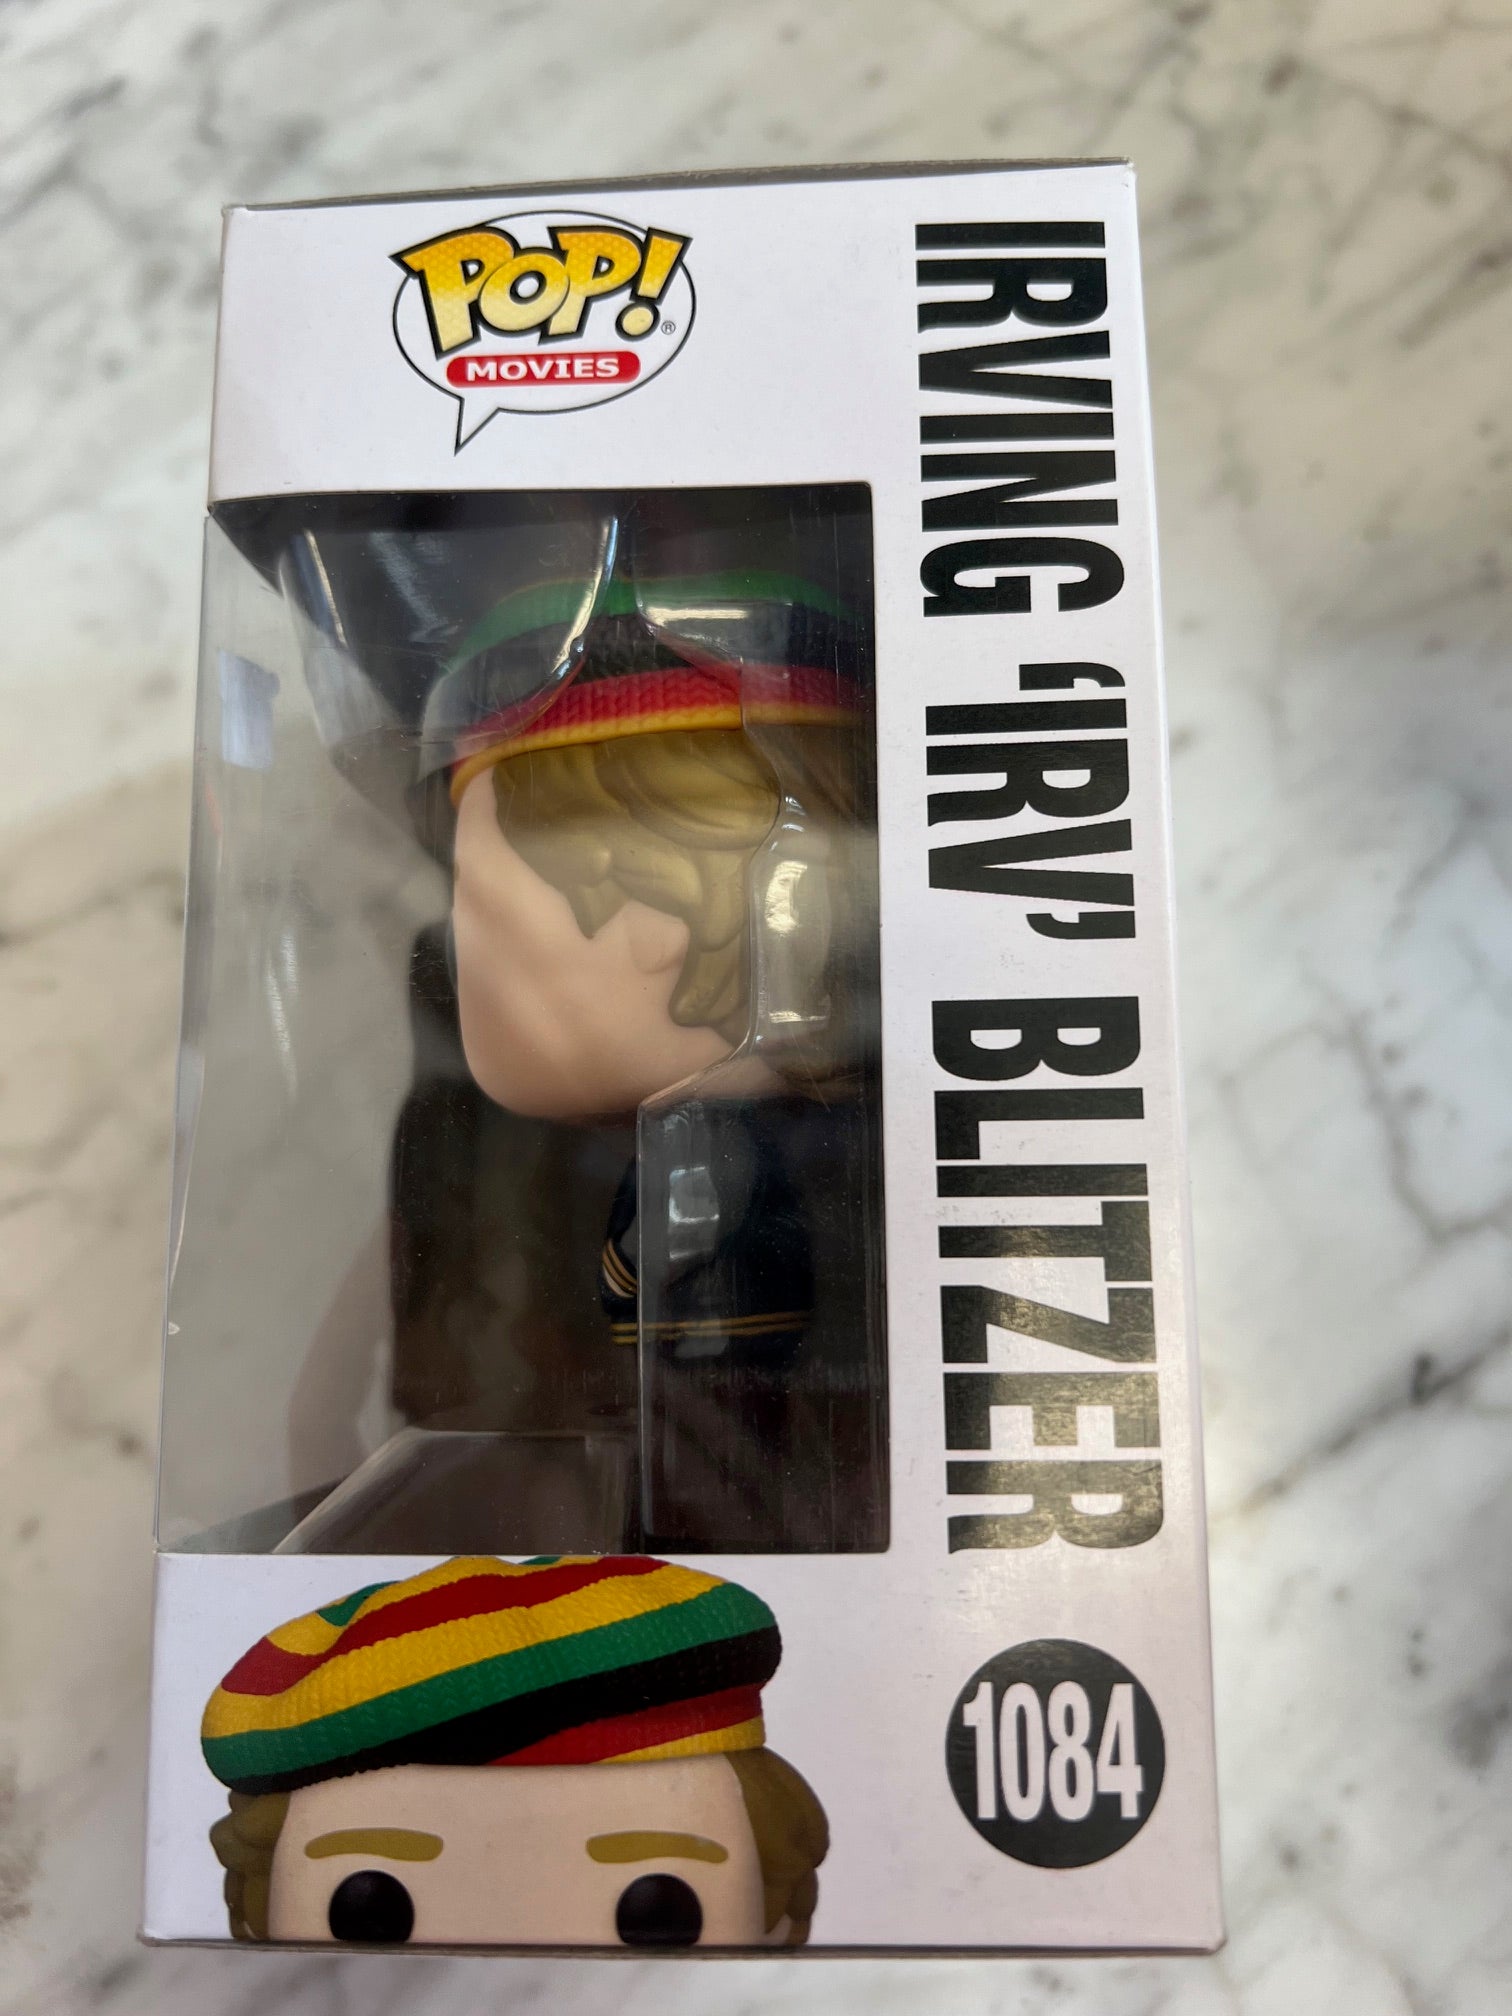 POP!®
MOVIES
IRVING ‘IRV’ BLITZER
1084